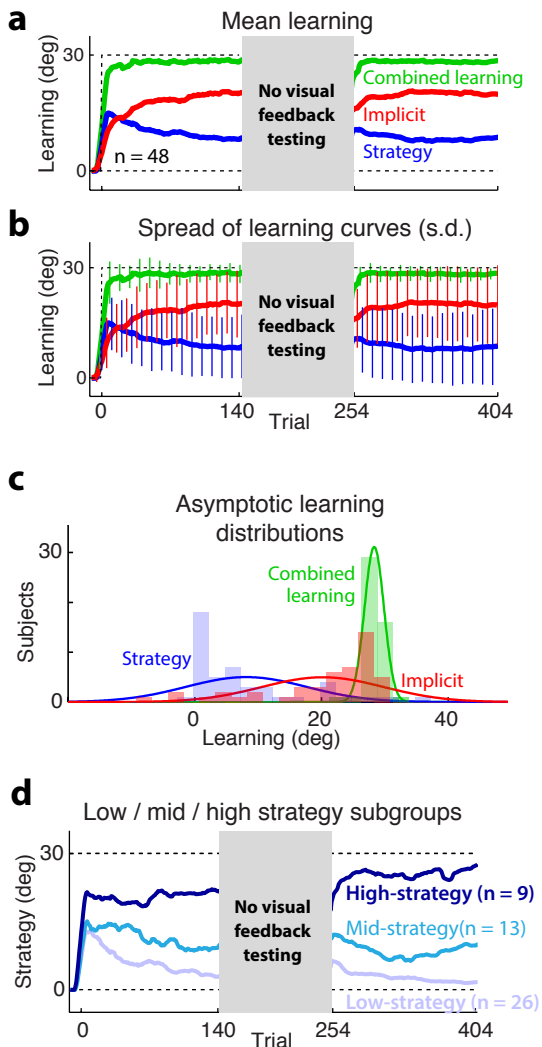 a
Mean learning
30
Learning (deg)
0
n = 48
No visual
feedback
testing
Combined learning
Implicit
Strategy
b
Spread of learning curves (s.d.)
30
Learning (deg)
0
No visual
feedback
testing
0
140
254
404
Trial
c
Asymptotic learning
distributions
30
Subjects
0
Combined
learning
Strategy
Implicit
0
20
40
Learning (deg)
d
Low / mid / high strategy subgroups
30
Strategy (deg)
0
No visual
feedback
testing
High-strategy (n = 9)
Mid-strategy(n = 13)
Low-strategy (n = 26)
0
140
254
404
Trial